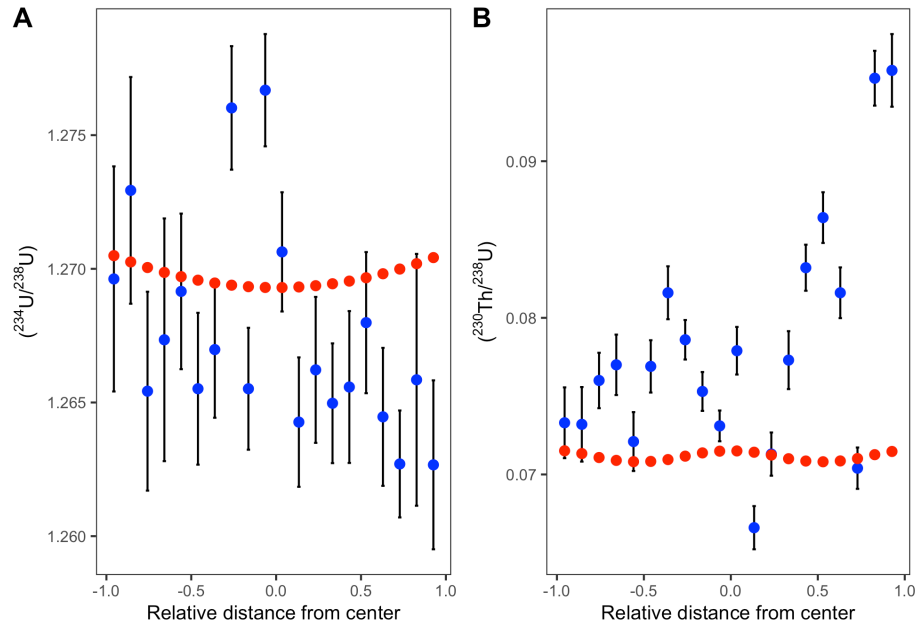 A
B
(²³⁴U/²³⁸U)
1.275
1.270
1.265
1.260
-1.0 -0.5 0.0 0.5 1.0
Relative distance from center
(²³⁰Th/²³⁸U)
0.09
0.08
0.07
-1.0 -0.5 0.0 0.5 1.0
Relative distance from center